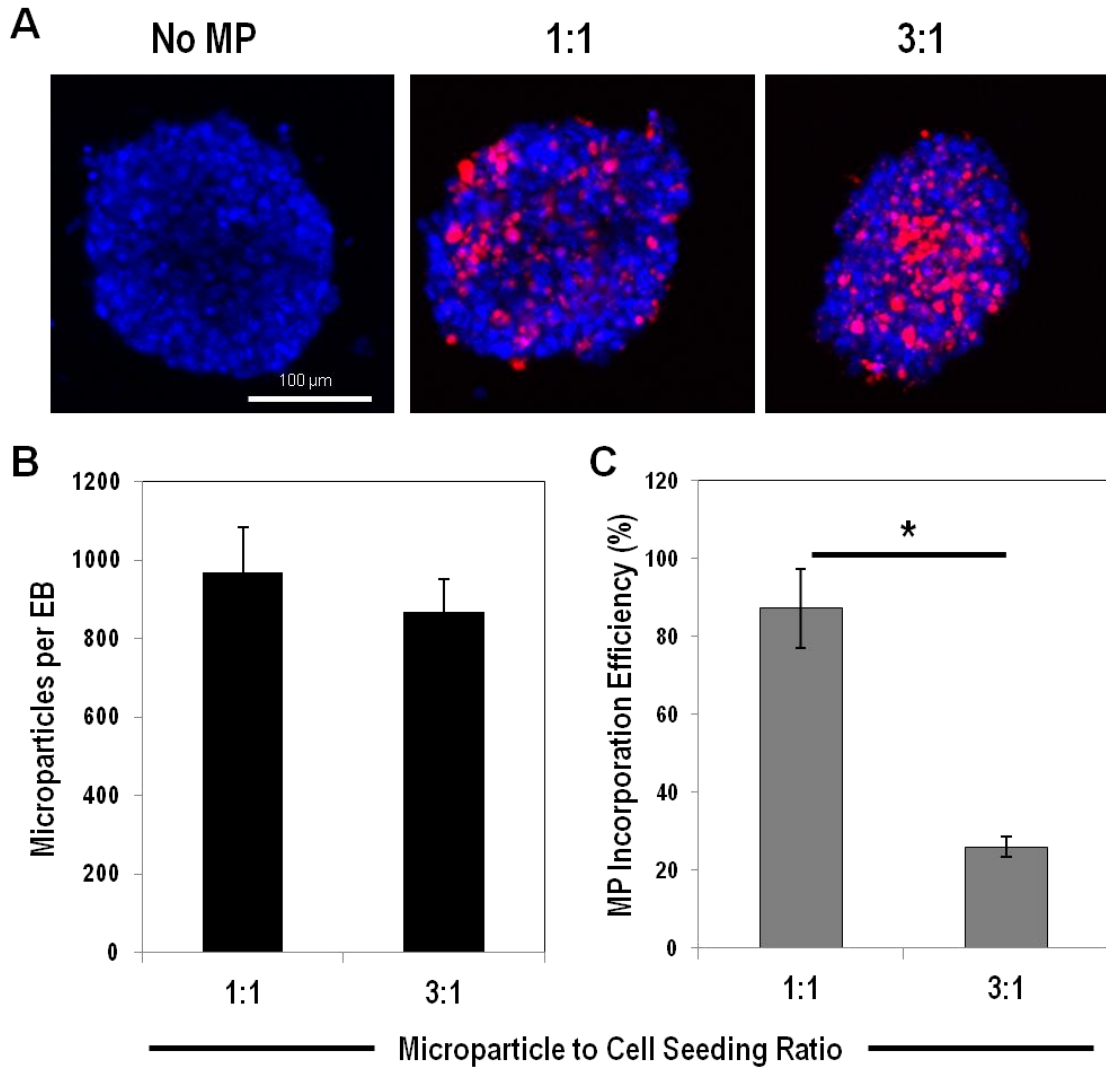 A
No MP
1:1
3:1
100 µm
B
Microparticles per EB
1200
1000
800
600
400
200
0
1:1
3:1
C
MP Incorporation Efficiency (%)
120
100
80
60
40
20
0
*
1:1
3:1
Microparticle to Cell Seeding Ratio